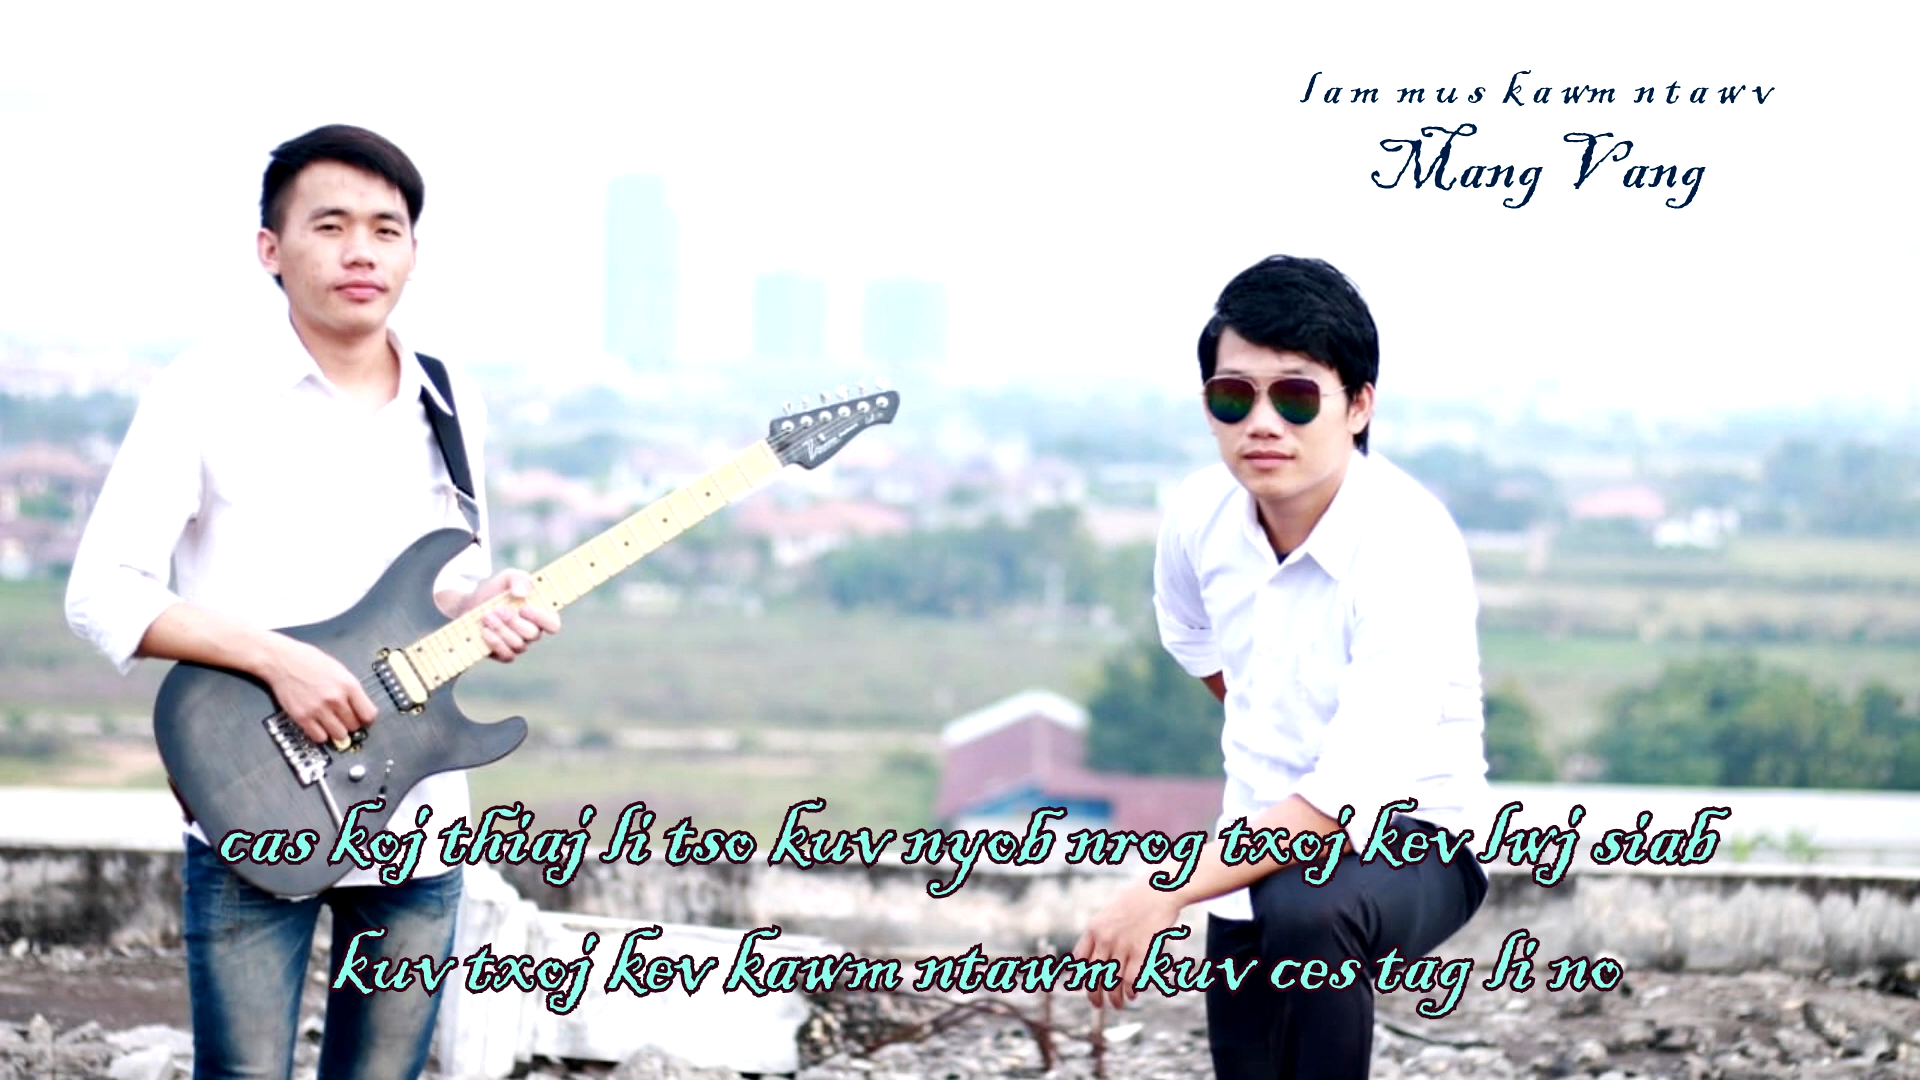 lam mus kawm ntawv
Mang Vang
cas koj thiaj li tso kuv nyob nrog txoj kev lwj siab
kuv txoj kev kawm ntawm kuv ces tag li no